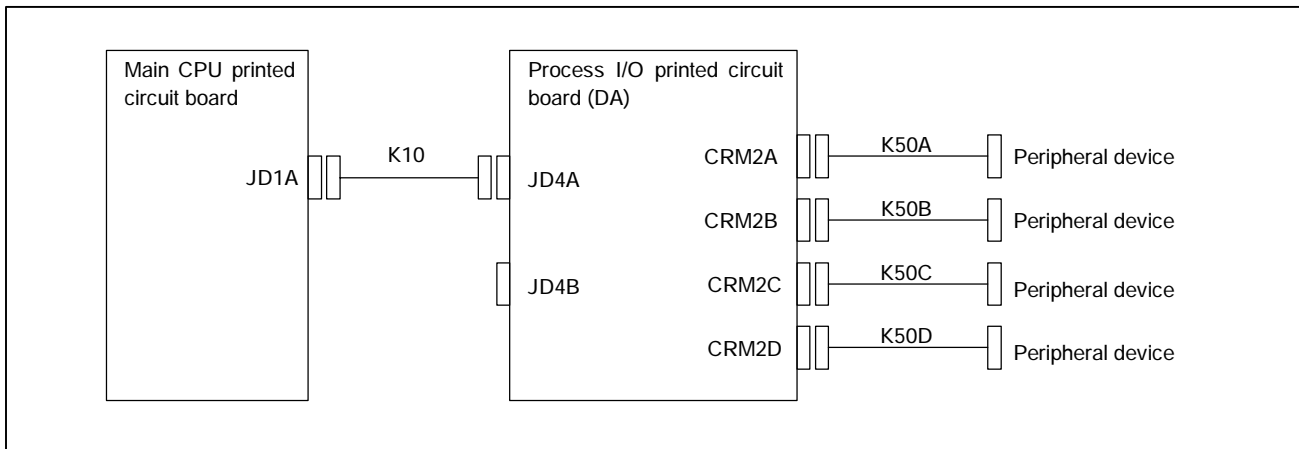 Main CPU printed
circuit board
JD1A
K10
Process I/O printed circuit
board (DA)
JD4A
JD4B
CRM2A
K50A
Peripheral device
CRM2B
K50B
Peripheral device
CRM2C
K50C
Peripheral device
CRM2D
K50D
Peripheral device